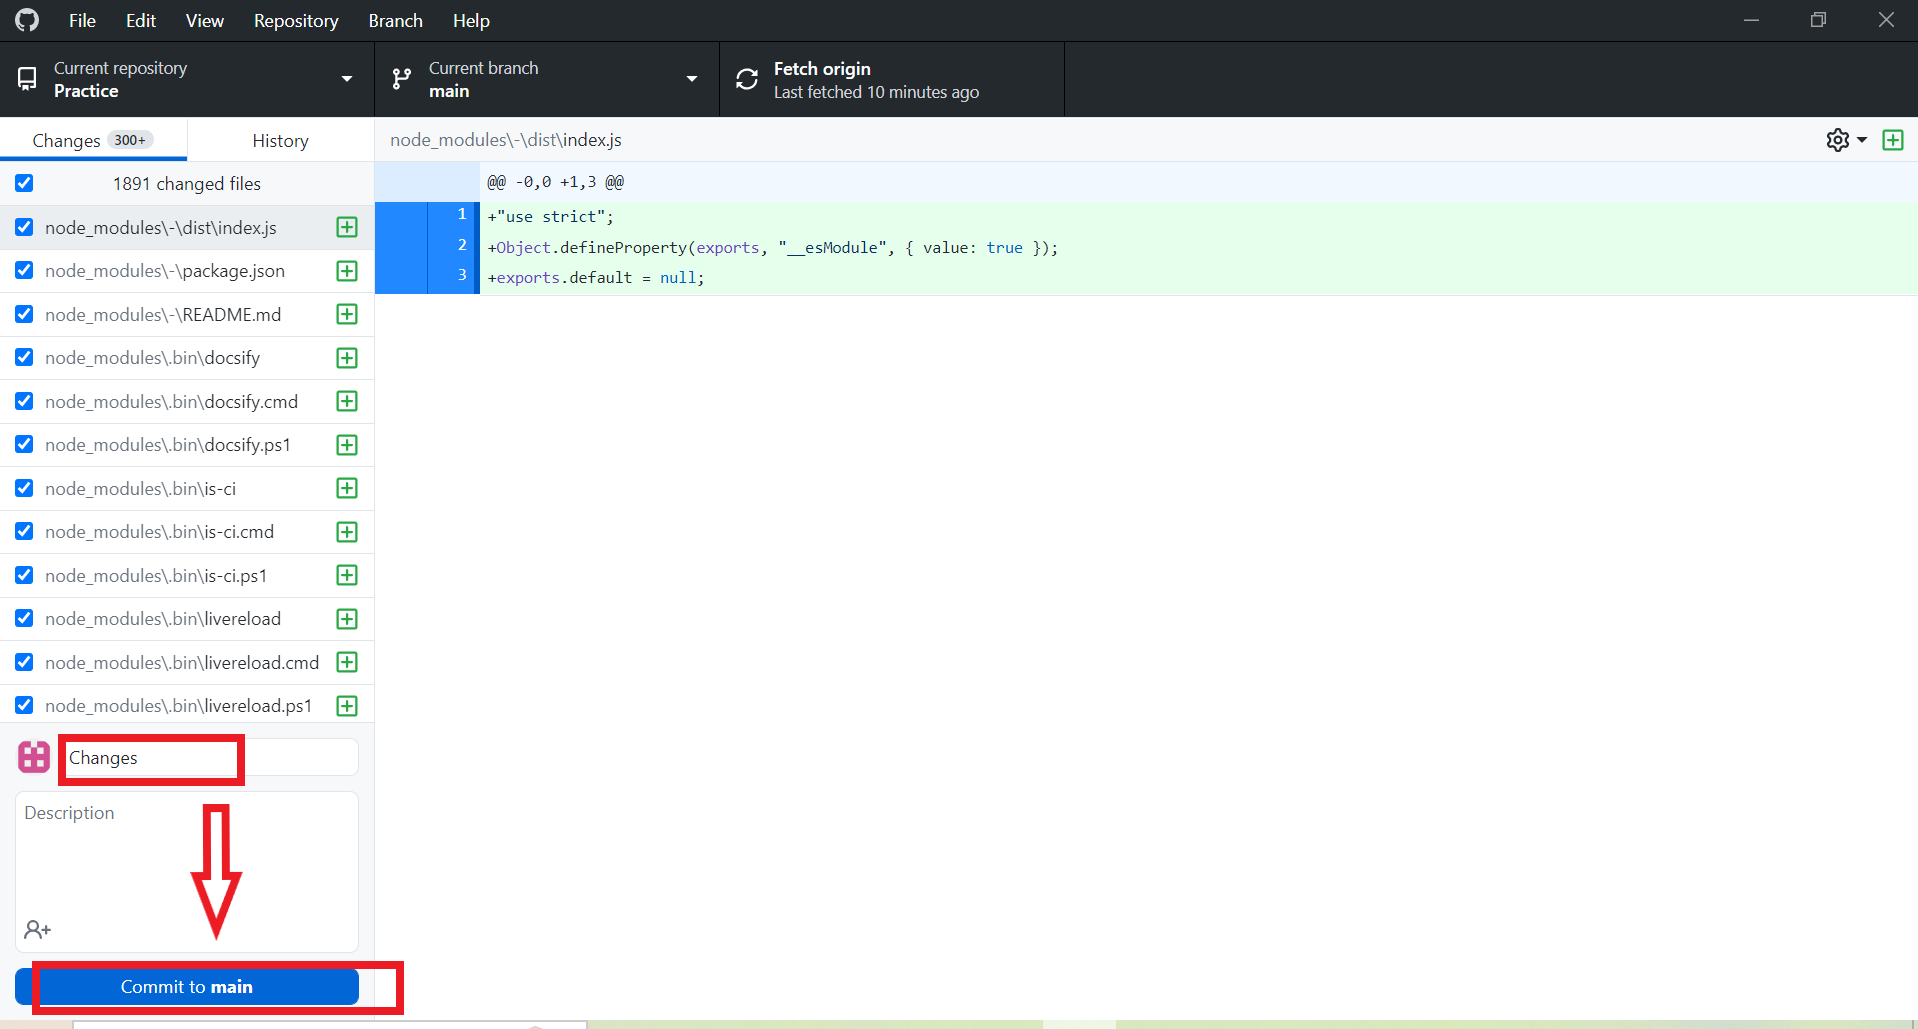 File Edit View Repository Branch Help
Current repository
Practice
Current branch
main
Fetch origin
Last fetched 10 minutes ago
Changes 300+
History
1891 changed files
node_modules\-\dist\index.js
node_modules\-\package.json
node_modules\-\README.md
node_modules\.bin\docsify
node_modules\.bin\docsify.cmd
node_modules\.bin\docsify.ps1
node_modules\.bin\is-ci
node_modules\.bin\is-ci.cmd
node_modules\.bin\is-ci.ps1
node_modules\.bin\livereload
node_modules\.bin\livereload.cmd
node_modules\.bin\livereload.ps1
Changes
Description
Commit to main
node_modules\-\dist\index.js
@@ -0,0 +1,3 @@
1 +"use strict";
2 +Object.defineProperty(exports, "__esModule", { value: true });
3 +exports.default = null;